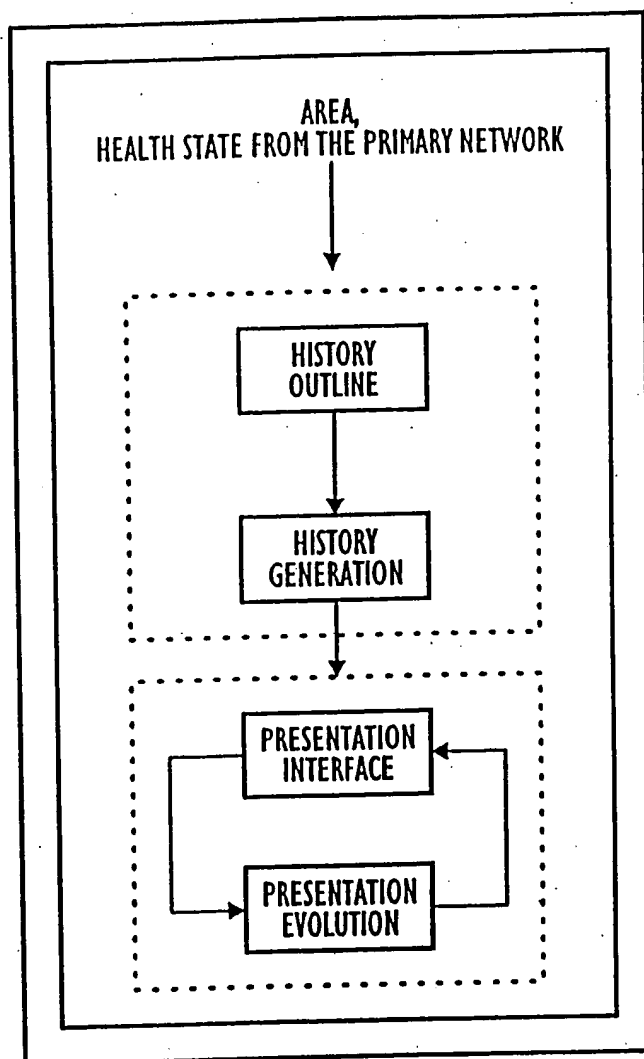 AREA,
HEALTH STATE FROM THE PRIMARY NETWORK
HISTORY
OUTLINE
HISTORY
GENERATION
PRESENTATION
INTERFACE
PRESENTATION
EVOLUTION